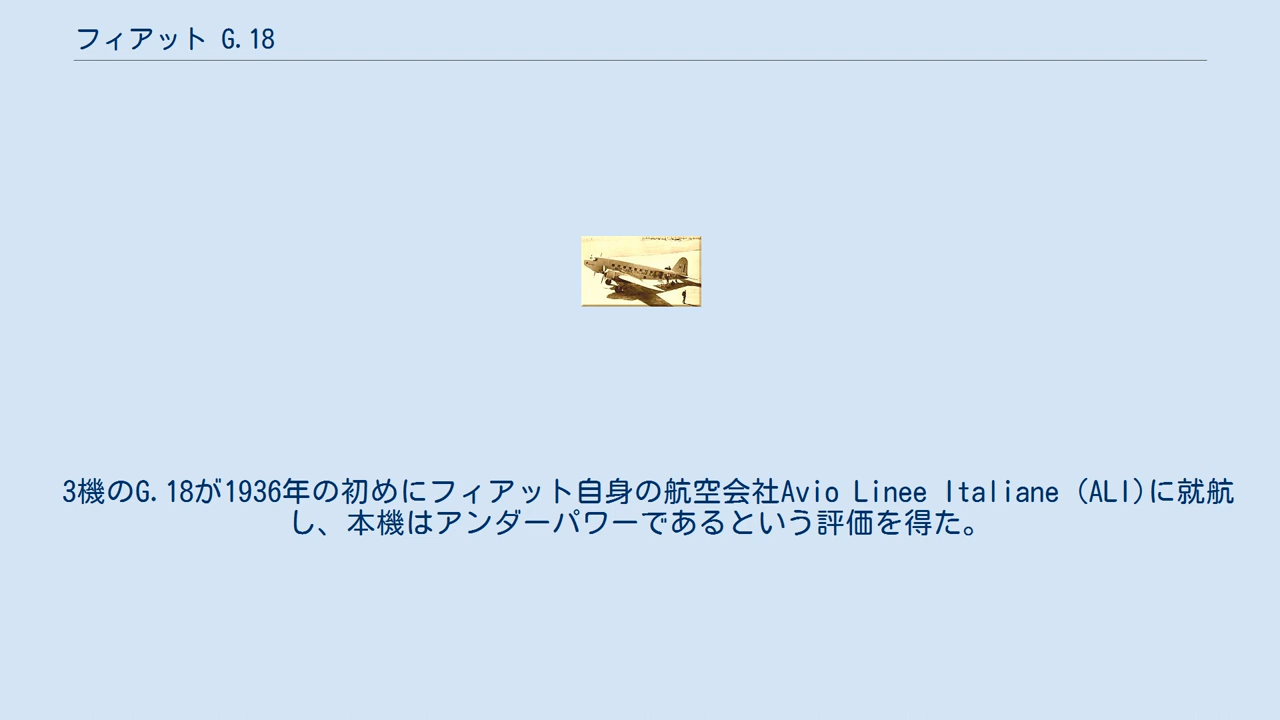 フィアット G.18
3機のG.18が1936年の初めにフィアット自身の航空会社Avio Linee Italiane (ALI)に就航
し、本機はアンダーパワーであるという評価を得た。